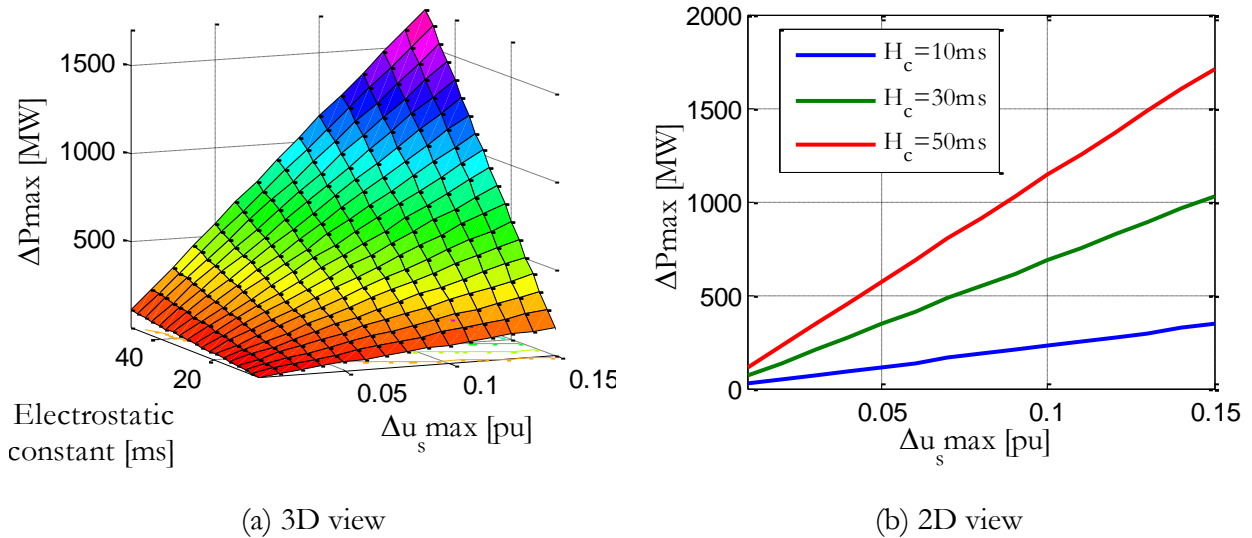 1500
1000
500
ΔPmax [MW]
40
20
Electrostatic
constant [ms]
0.05
0.1
0.15
Δu_s max [pu]
(a) 3D view
2000
1500
1000
500
0
ΔPmax [MW]
H_c=10ms
H_c=30ms
H_c=50ms
0.05
0.1
0.15
Δu_s max [pu]
(b) 2D view